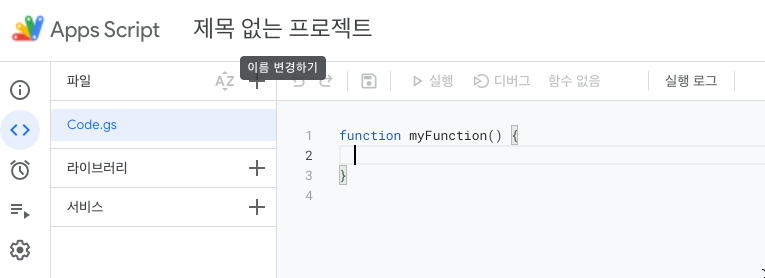 Apps Script 제목 없는 프로젝트
이름 변경하기
파일 AZ 실행 디버그 함수 없음 실행 로그
Code.gs
라이브러리
서비스
1 function myFunction() {
2
3 }
4